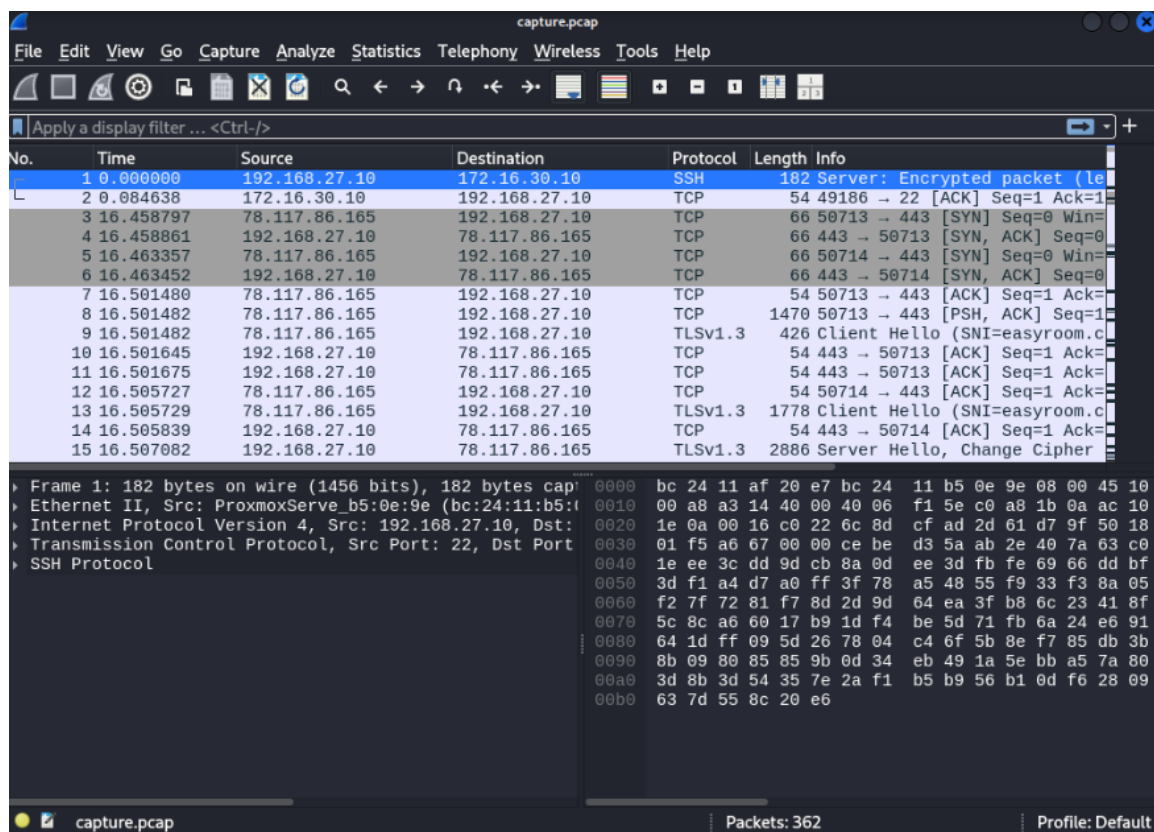 capture.pcap
File Edit View Go Capture Analyze Statistics Telephony Wireless Tools Help
Apply a display filter ... <Ctrl-/>
No. Time Source Destination Protocol Length Info
1 0.000000 192.168.27.10 172.16.30.10 SSH 182 Server: Encrypted packet (le
2 0.084638 172.16.30.10 192.168.27.10 TCP 54 49186 → 22 [ACK] Seq=1 Ack=1
3 16.458797 78.117.86.165 192.168.27.10 TCP 66 50713 → 443 [SYN] Seq=0 Win=
4 16.458861 192.168.27.10 78.117.86.165 TCP 66 443 → 50713 [SYN, ACK] Seq=0
5 16.463357 78.117.86.165 192.168.27.10 TCP 66 50714 → 443 [SYN] Seq=0 Win=
6 16.463452 192.168.27.10 78.117.86.165 TCP 66 443 → 50714 [SYN, ACK] Seq=0
7 16.501480 78.117.86.165 192.168.27.10 TCP 54 50713 → 443 [ACK] Seq=1 Ack=
8 16.501482 78.117.86.165 192.168.27.10 TCP 1470 50713 → 443 [PSH, ACK] Seq=1
9 16.501482 78.117.86.165 192.168.27.10 TLSv1.3 426 Client Hello (SNI=easyroom.c
10 16.501645 192.168.27.10 78.117.86.165 TCP 54 443 → 50713 [ACK] Seq=1 Ack=
11 16.501675 192.168.27.10 78.117.86.165 TCP 54 443 → 50713 [ACK] Seq=1 Ack=
12 16.505727 78.117.86.165 192.168.27.10 TCP 54 50714 → 443 [ACK] Seq=1 Ack=
13 16.505729 78.117.86.165 192.168.27.10 TLSv1.3 1778 Client Hello (SNI=easyroom.c
14 16.505839 192.168.27.10 78.117.86.165 TCP 54 443 → 50714 [ACK] Seq=1 Ack=
15 16.507082 192.168.27.10 78.117.86.165 TLSv1.3 2886 Server Hello, Change Cipher
Frame 1: 182 bytes on wire (1456 bits), 182 bytes capt
Ethernet II, Src: ProxmoxServe_b5:0e:9e (bc:24:11:b5:0
Internet Protocol Version 4, Src: 192.168.27.10, Dst:
Transmission Control Protocol, Src Port: 22, Dst Port
SSH Protocol
0000 bc 24 11 af 20 e7 bc 24 11 b5 0e 9e 08 00 45 10
0010 00 a8 a3 14 40 00 40 06 f1 5e c0 a8 1b 0a ac 10
0020 1e 0a 00 16 c0 22 6c 8d cf ad 2d 61 d7 9f 50 18
0030 01 f5 a6 67 00 00 ce be d3 5a ab 2e 40 7a 63 c0
0040 1e ee 3c dd 9d cb 8a 0d ee 3d fb fe 69 66 dd bf
0050 3d f1 a4 d7 a0 ff 3f 78 a5 48 55 f9 33 f3 8a 05
0060 f2 7f 72 81 f7 8d 2d 9d 64 ea 3f b8 6c 23 41 8f
0070 5c 8c a6 60 17 b9 1d f4 be 5d 71 fb 6a 24 e6 91
0080 64 1d ff 09 5d 26 78 04 c4 6f 5b 8e f7 85 db 3b
0090 8b 09 80 85 85 9b 0d 34 eb 49 1a 5e bb a5 7a 80
00a0 3d 8b 3d 54 35 7e 2a f1 b5 b9 56 b1 0d f6 28 09
00b0 63 7d 55 8c 20 e6
capture.pcap Packets: 362 Profile: Default